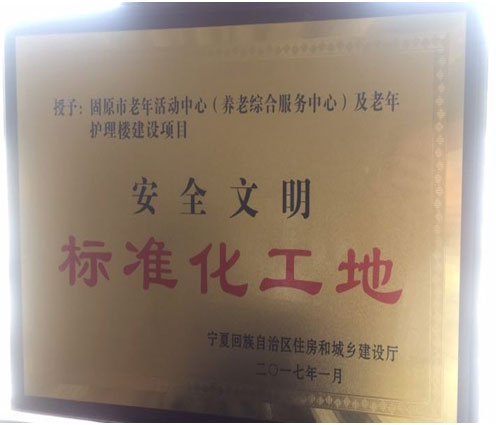 授予：固原市老年活动中心（养老综合服务中心）及老年
护理楼建设项目
安全文明
标准化工地
宁夏回族自治区住房和城乡建设厅
二〇一七年一月